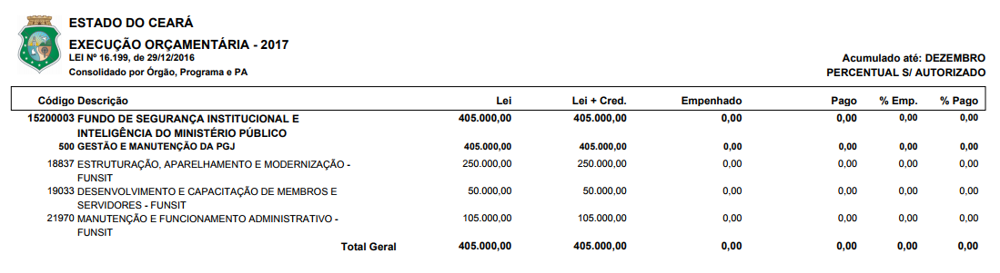 ESTADO DO CEARÁ
EXECUÇÃO ORÇAMENTÁRIA - 2017
LEI Nº 16.199, de 29/12/2016
Consolidado por Órgão, Programa e PA
Acumulado até: DEZEMBRO
PERCENTUAL S/ AUTORIZADO
Código Descrição Lei Lei + Cred. Empenhado Pago % Emp. % Pago
15200003 FUNDO DE SEGURANÇA INSTITUCIONAL E 405.000,00 405.000,00 0,00 0,00 0,00 0,00
INTELIGÊNCIA DO MINISTÉRIO PÚBLICO
500 GESTÃO E MANUTENÇÃO DA PGJ 405.000,00 405.000,00 0,00 0,00 0,00 0,00
18837 ESTRUTURAÇÃO, APARELHAMENTO E MODERNIZAÇÃO - 250.000,00 250.000,00 0,00 0,00 0,00 0,00
FUNSIT
19033 DESENVOLVIMENTO E CAPACITAÇÃO DE MEMBROS E 50.000,00 50.000,00 0,00 0,00 0,00 0,00
SERVIDORES - FUNSIT
21970 MANUTENÇÃO E FUNCIONAMENTO ADMINISTRATIVO - 105.000,00 105.000,00 0,00 0,00 0,00 0,00
FUNSIT
Total Geral 405.000,00 405.000,00 0,00 0,00 0,00 0,00